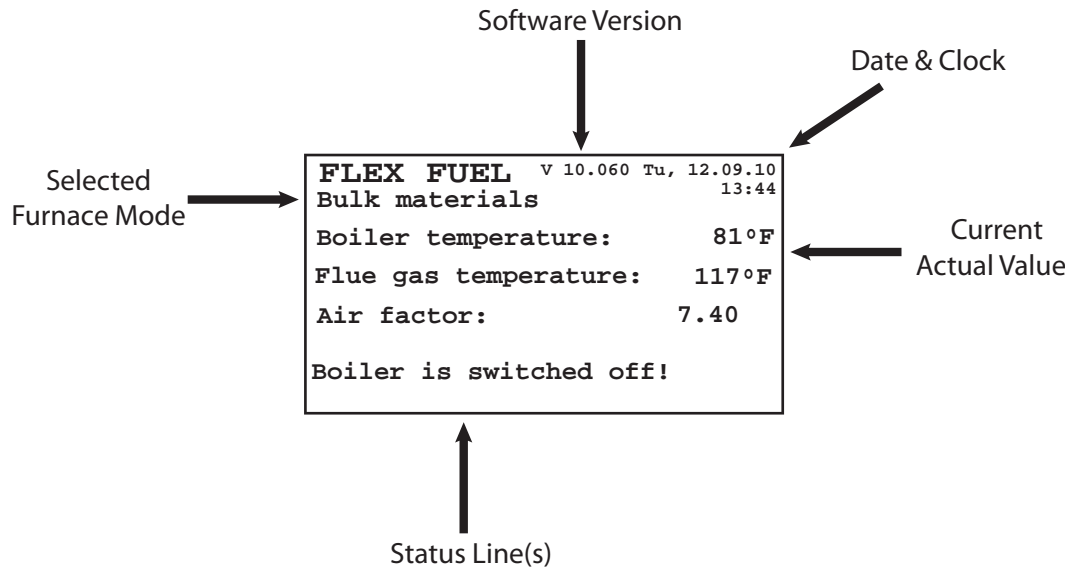 Software Version
Date & Clock
Selected
Furnace Mode
FLEX FUEL V 10.060 Tu, 12.09.10
13:44
Bulk materials
Boiler temperature: 81°F
Flue gas temperature: 117°F
Air factor: 7.40
Boiler is switched off!
Current
Actual Value
Status Line(s)